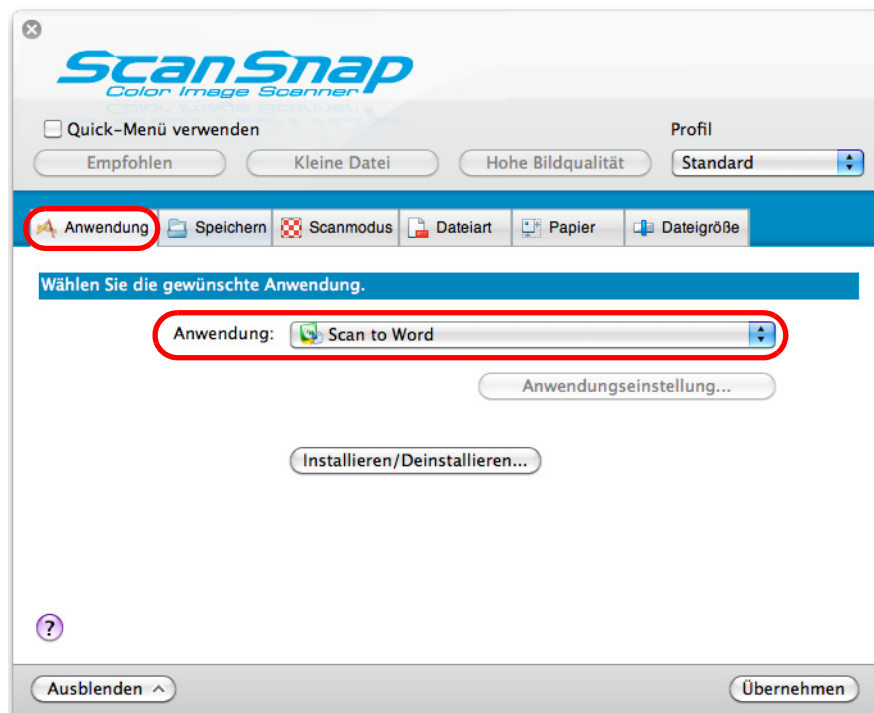 ScanSnap
Color Image Scanner
Quick-Menü verwenden
Profil
Empfohlen Kleine Datei Hohe Bildqualität Standard
Anwendung Speichern Scanmodus Dateiart Papier Dateigröße
Wählen Sie die gewünschte Anwendung.
Anwendung: Scan to Word
Anwendungseinstellung...
Installieren/Deinstallieren...
?
Ausblenden Übernehmen